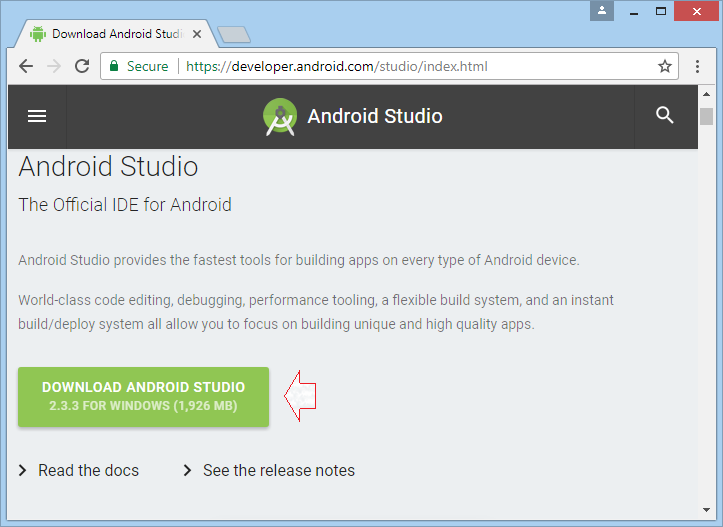 Download Android Studi
Secure
https://developer.android.com/studio/index.html
Android Studio
Android Studio
The Official IDE for Android
Android Studio provides the fastest tools for building apps on every type of Android device.
World-class code editing, debugging, performance tooling, a flexible build system, and an instant
build/deploy system all allow you to focus on building unique and high quality apps.
DOWNLOAD ANDROID STUDIO
2.3.3 FOR WINDOWS (1,926 MB)
Read the docs
See the release notes